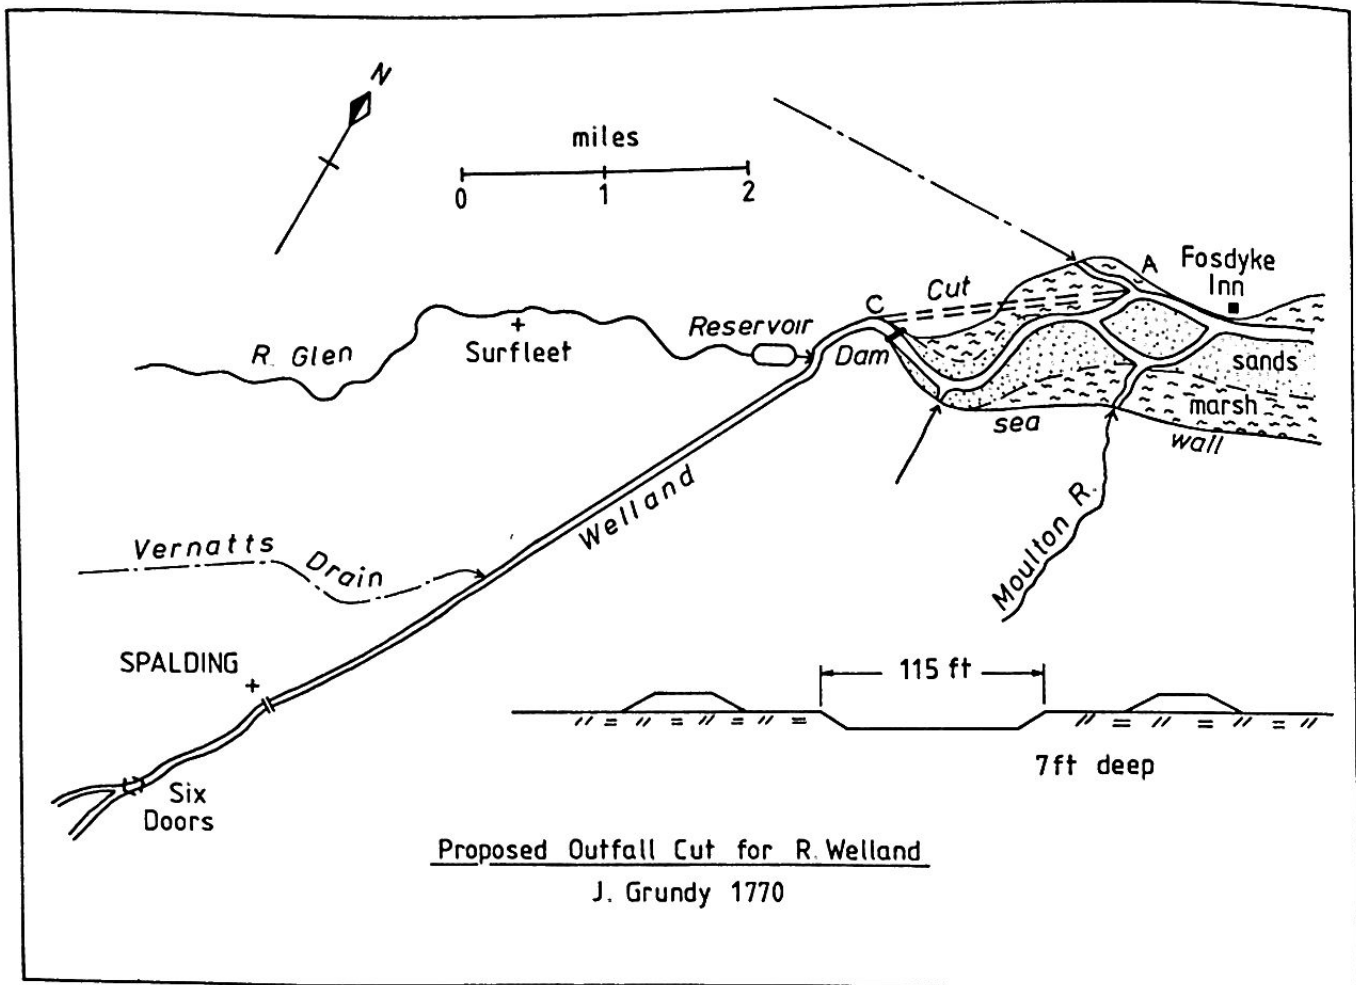 N
miles
0 1 2
A Fosdyke
Inn
C Cut
Reservoir
R. Glen
Surfleet
Dam
sands
marsh
sea
wall
Welland
Moulton R.
Vernatts
Drain
SPALDING
115 ft
7ft deep
Six
Doors
Proposed Outfall Cut for R. Welland
J. Grundy 1770